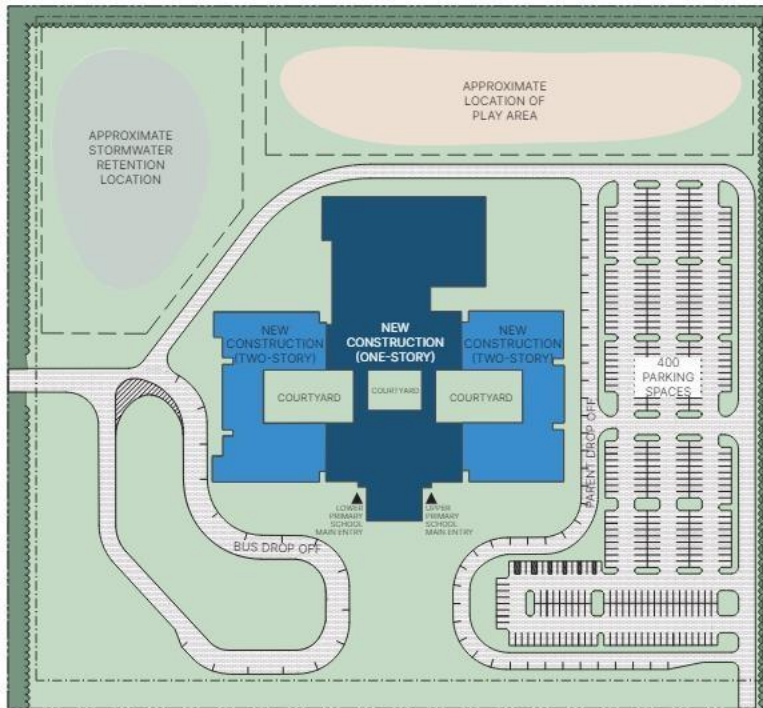 APPROXIMATE
STORMWATER
RETENTION
LOCATION
APPROXIMATE
LOCATION OF
PLAY AREA
NEW
CONSTRUCTION
(TWO-STORY)
NEW
CONSTRUCTION
(ONE-STORY)
NEW
CONSTRUCTION
(TWO-STORY)
COURTYARD
COURTYARD
COURTYARD
400
PARKING
SPACES
PARENT DROP OFF
LOWER
PRIMARY
SCHOOL
MAIN ENTRY
UPPER
PRIMARY
SCHOOL
MAIN ENTRY
BUS DROP OFF